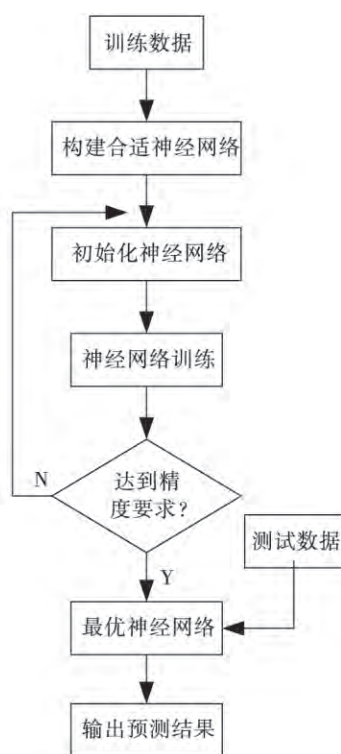 训练数据
构建合适神经网络
初始化神经网络
神经网络训练
达到精
度要求?
N
测试数据
Y
最优神经网络
输出预测结果